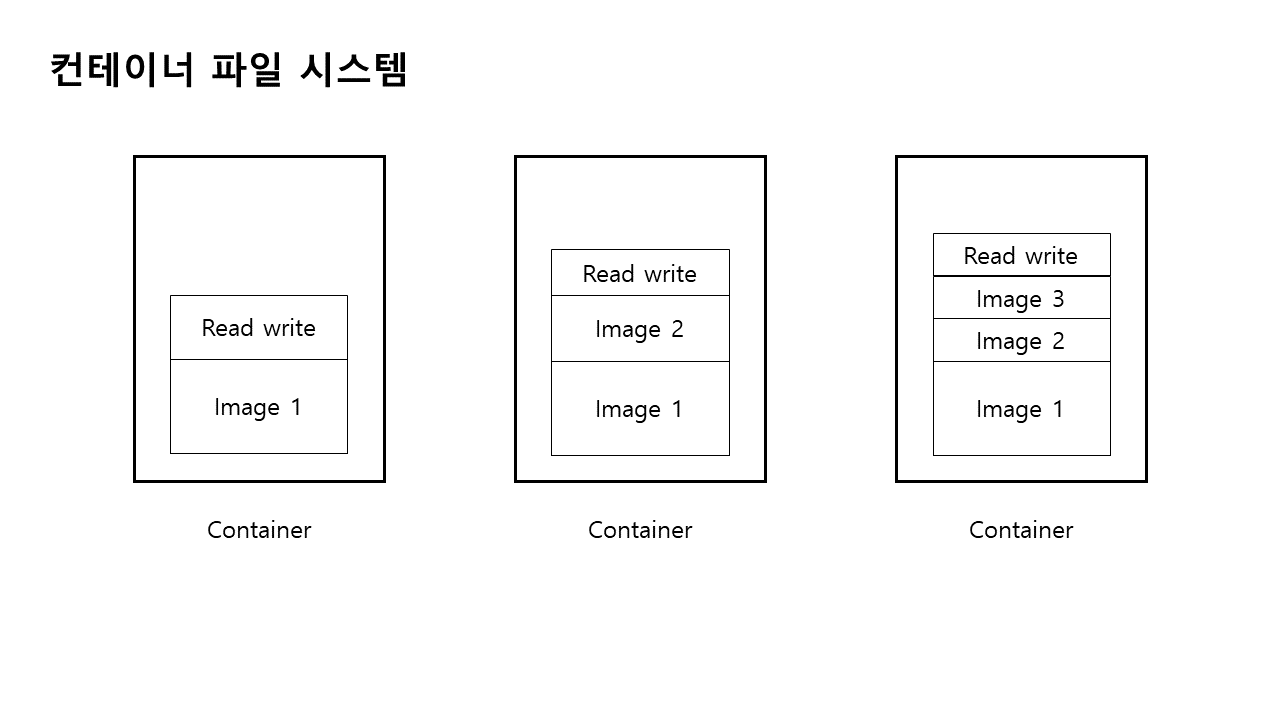 컨테이너 파일 시스템
Read write
Image 1
Container
Read write
Image 2
Image 1
Container
Read write
Image 3
Image 2
Image 1
Container